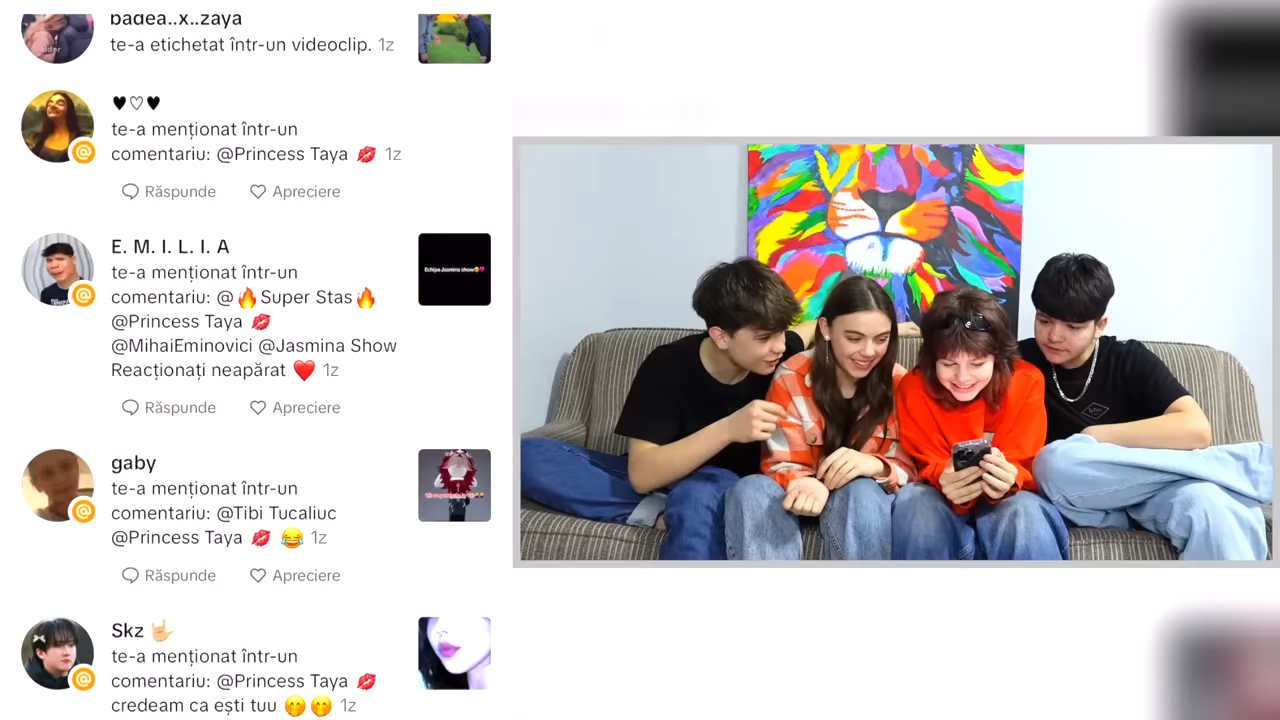 badea..x..zaya
te-a etichetat într-un videoclip. 1z
♥♡♥
te-a menționat într-un
comentariu: @Princess Taya 💋 1z
Răspunde Apreciere
E. M. I. L. I. A
te-a menționat într-un
comentariu: @🔥Super Stas🔥
@Princess Taya 💋
@MihaiEminovici @Jasmina Show
Reacționați neapărat ❤️ 1z
Echipa Jasmina show
Răspunde Apreciere
gaby
te-a menționat într-un
comentariu: @Tibi Tucaliuc
@Princess Taya 💋 😂 1z
Răspunde Apreciere
Skz 🤟🏻
te-a menționat într-un
comentariu: @Princess Taya 💋
credeam ca ești tuu 🤭🤭 1z